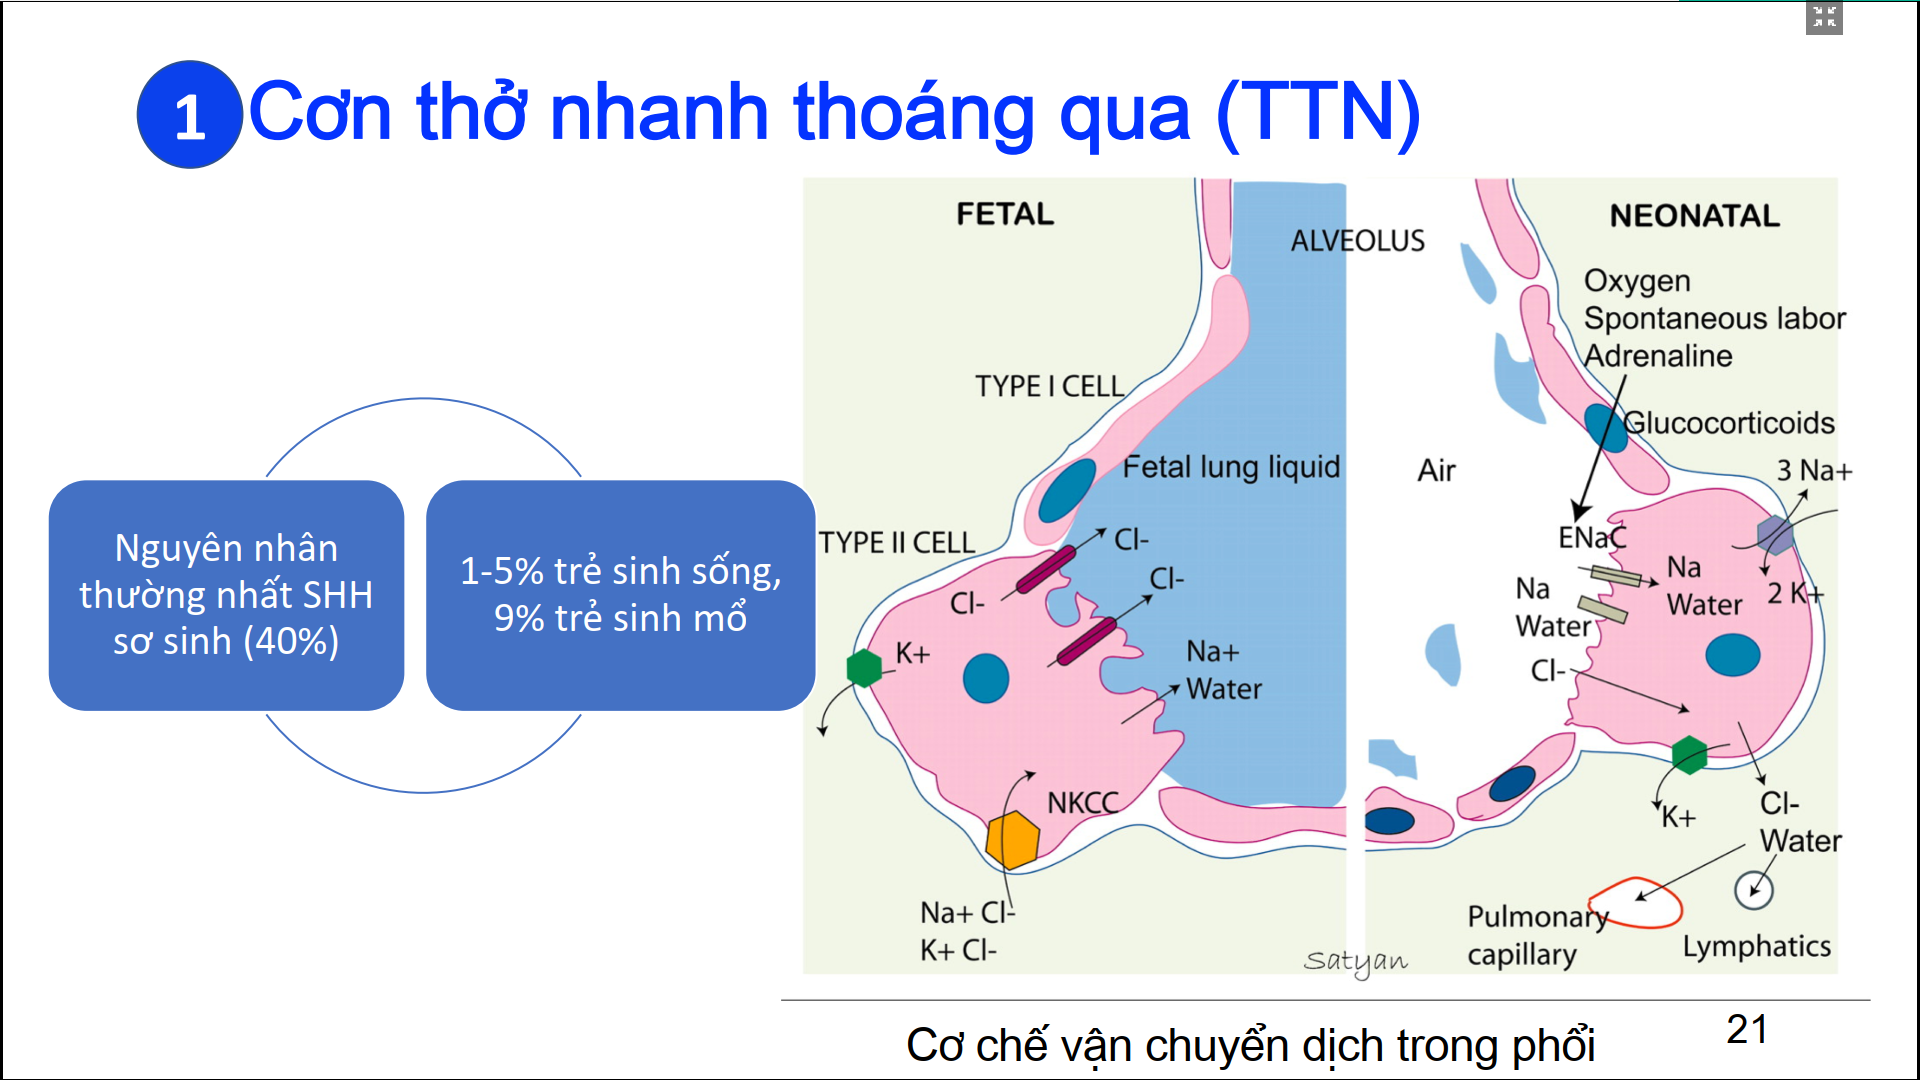 1
Cơn thở nhanh thoáng qua (TTN)
Nguyên nhân
thường nhất SHH
sơ sinh (40%)
1-5% trẻ sinh sống,
9% trẻ sinh mổ
FETAL
ALVEOLUS
TYPE I CELL
Fetal lung liquid
TYPE II CELL
Cl-
Cl-
Cl-
K+
Na+
Water
NKCC
Na+ Cl-
K+ Cl-
Satyan
NEONATAL
Oxygen
Spontaneous labor
Adrenaline
Glucocorticoids
Air
3 Na+
ENaC
Na
Water
2 K+
Na
Water
Cl-
K+
Cl-
Water
Pulmonary
capillary
Lymphatics
Cơ chế vận chuyển dịch trong phổi
21